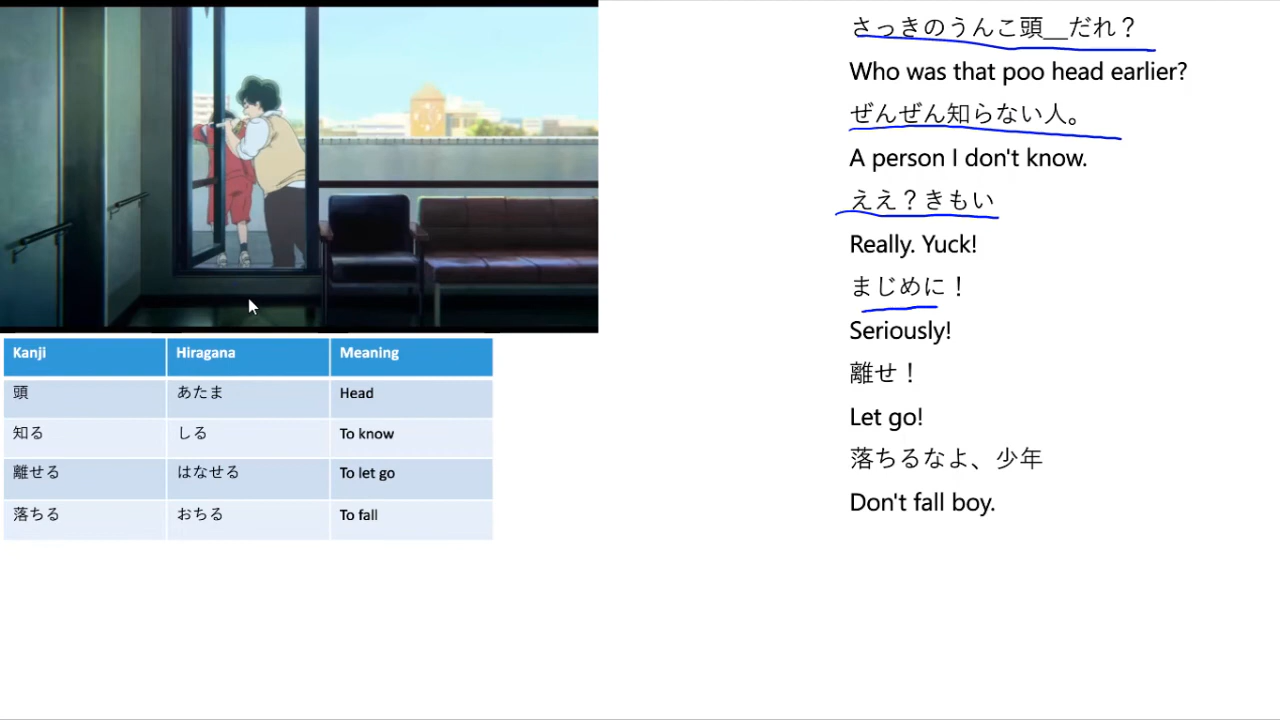 さっきのうんこ頭__だれ？
Who was that poo head earlier?
ぜんぜん知らない人。
A person I don't know.
ええ？きもい
Really. Yuck!
まじめに！
Seriously!
離せ！
Let go!
落ちるなよ、少年
Don't fall boy.
Kanji Hiragana Meaning
頭 あたま Head
知る しる To know
離せる はなせる To let go
落ちる おちる To fall